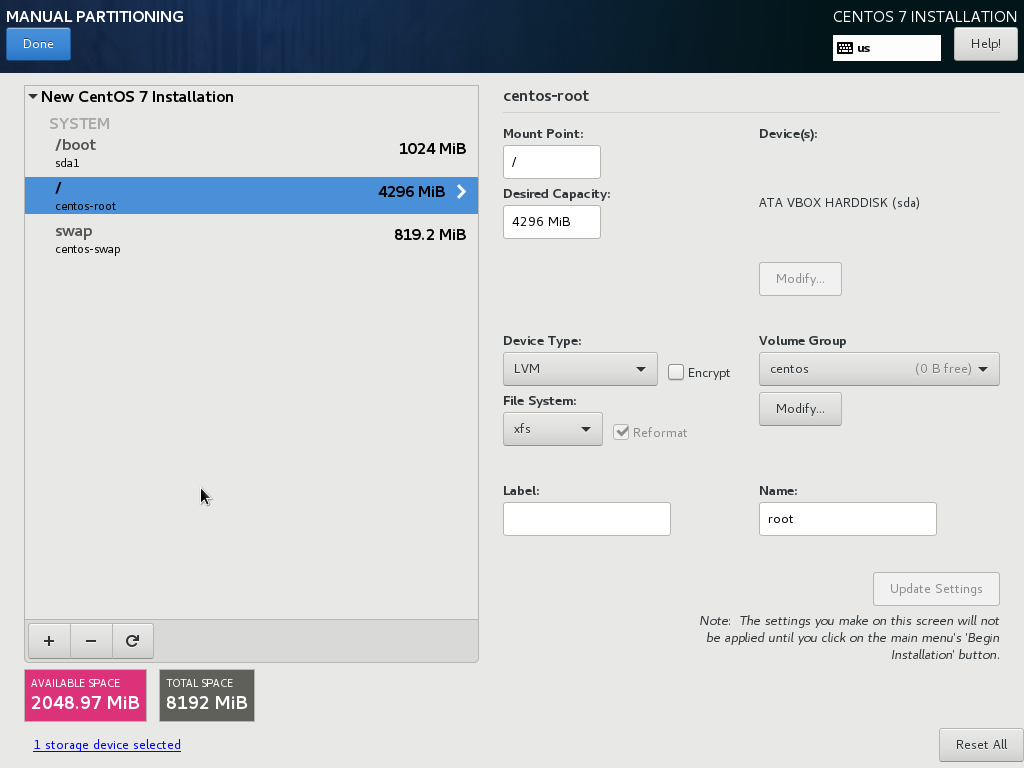 MANUAL PARTITIONING
CENTOS 7 INSTALLATION
Done
us
Help!
New CentOS 7 Installation
SYSTEM
/boot
1024 MiB
sda1
/
4296 MiB
centos-root
swap
819.2 MiB
centos-swap
+
−
AVAILABLE SPACE
2048.97 MiB
TOTAL SPACE
8192 MiB
1 storage device selected
centos-root
Mount Point:
/
Desired Capacity:
4296 MiB
Device(s):
ATA VBOX HARDDISK (sda)
Modify...
Device Type:
LVM
Encrypt
Volume Group
centos (0 B free)
File System:
xfs
Reformat
Modify...
Label:
Name:
root
Update Settings
Note: The settings you make on this screen will not
be applied until you click on the main menu's 'Begin
Installation' button.
Reset All